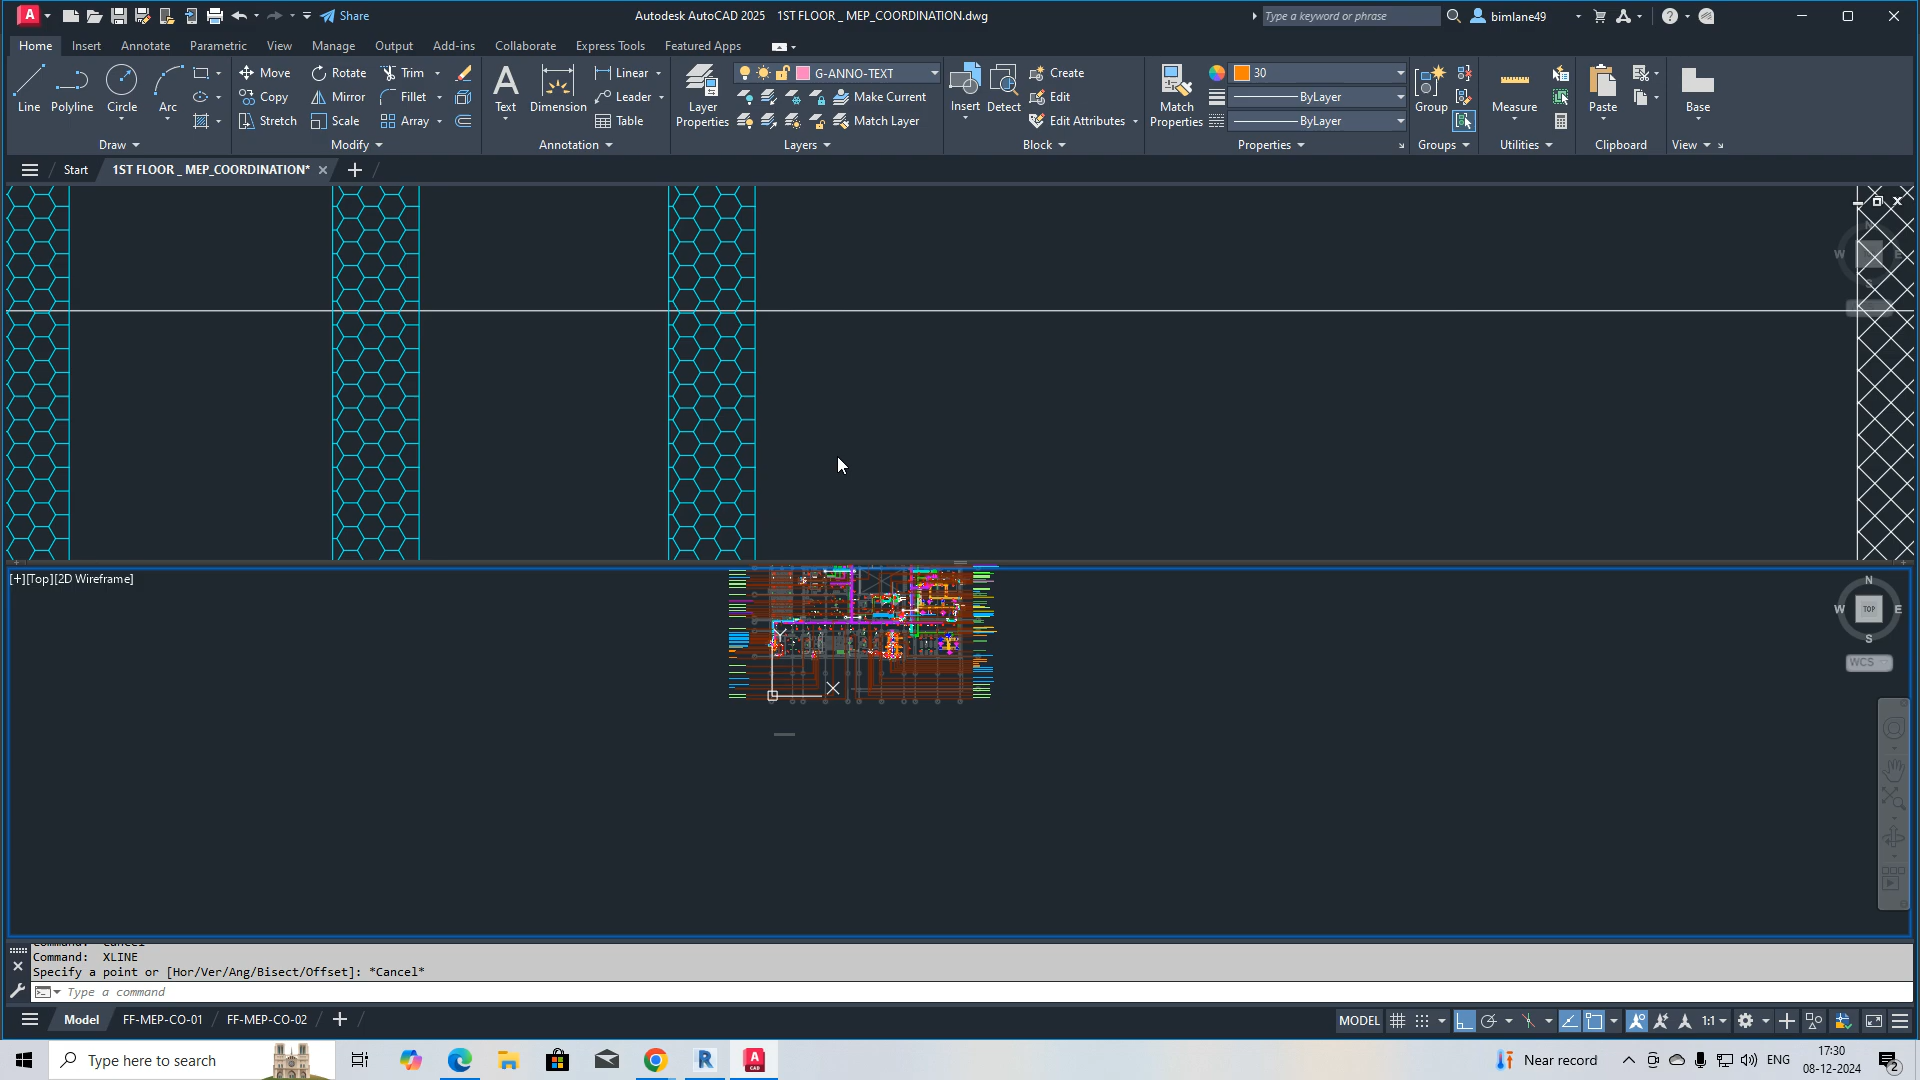 Share
Autodesk AutoCAD 2025 1ST FLOOR _ MEP_COORDINATION.dwg
Type a keyword or phrase
bimlane49
Home Insert Annotate Parametric View Manage Output Add-ins Collaborate Express Tools Featured Apps
Line Polyline Circle Arc
Draw
Move Rotate Trim
Copy Mirror Fillet
Stretch Scale Array
Modify
Text Dimension
Linear
Leader
Table
Annotation
Layer Properties
G-ANNO-TEXT
Make Current
Match Layer
Layers
Insert Detect
Create
Edit
Edit Attributes
Block
Match Properties
30
ByLayer
ByLayer
Properties
Group
Groups
Measure
Utilities
Paste
Clipboard
Base
View
Start 1ST FLOOR _ MEP_COORDINATION*
W E
S
[+][Top][2D Wireframe]
N
W TOP E
S
WCS
Y
X
Command: XLINE
Specify a point or [Hor/Ver/Ang/Bisect/Offset]: *Cancel*
Type a command
Model FF-MEP-CO-01 FF-MEP-CO-02
MODEL
1:1
Type here to search
Near record
ENG
17:30
08-12-2024
2